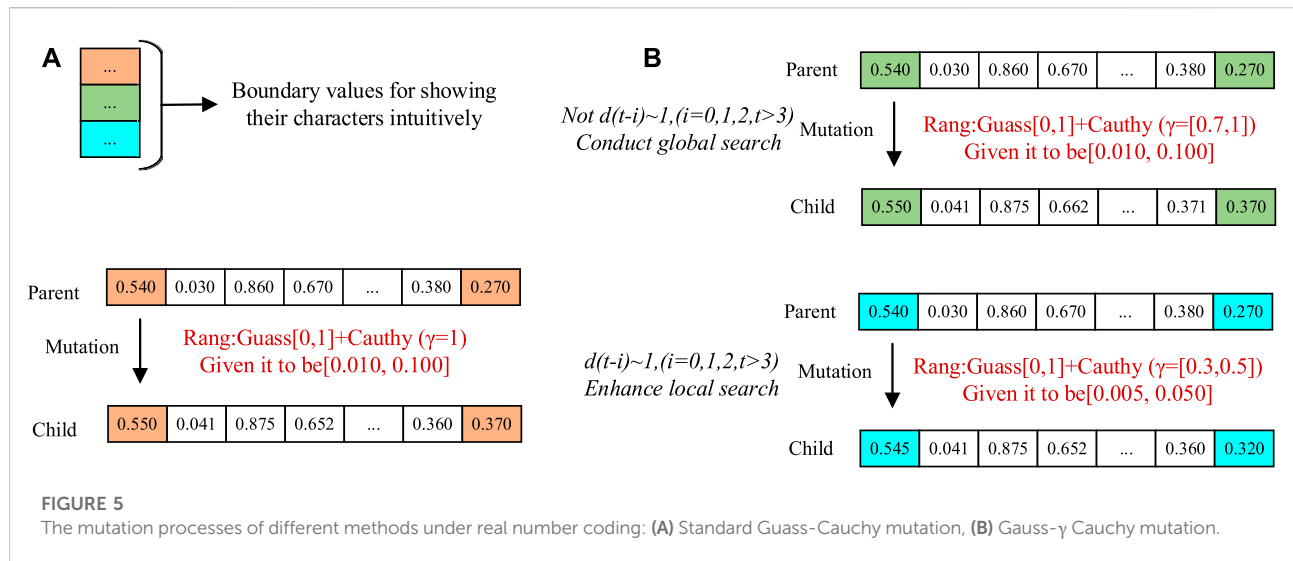 A
...
...
...
Boundary values for showing
their characters intuitively
Parent
0.540 0.030 0.860 0.670 ... 0.380 0.270
Mutation
Rang:Guass[0,1]+Cauthy (γ=1)
Given it to be[0.010, 0.100]
Child
0.550 0.041 0.875 0.652 ... 0.360 0.370
B
Parent
0.540 0.030 0.860 0.670 ... 0.380 0.270
Not d(t-i)~1,(i=0,1,2,t>3)
Conduct global search
Mutation
Rang:Guass[0,1]+Cauthy (γ=[0.7,1])
Given it to be[0.010, 0.100]
Child
0.550 0.041 0.875 0.662 ... 0.371 0.370
Parent
0.540 0.030 0.860 0.670 ... 0.380 0.270
d(t-i)~1,(i=0,1,2,t>3)
Enhance local search
Mutation
Rang:Guass[0,1]+Cauthy (γ=[0.3,0.5])
Given it to be[0.005, 0.050]
Child
0.545 0.041 0.875 0.652 ... 0.360 0.320
FIGURE 5
The mutation processes of different methods under real number coding: (A) Standard Guass-Cauchy mutation, (B) Gauss-γ Cauchy mutation.